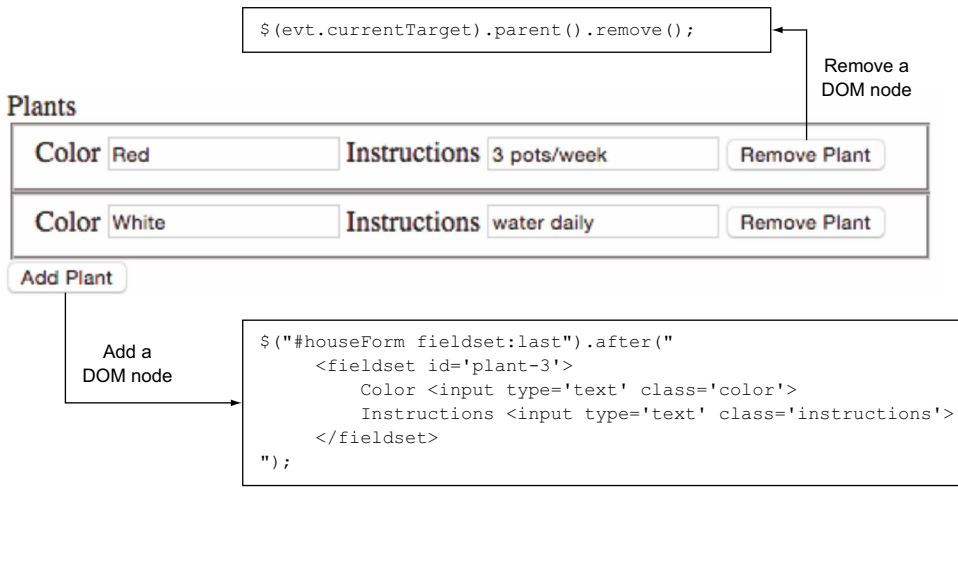 $(evt.currentTarget).parent().remove();
Remove a
DOM node
Plants
Color Red Instructions 3 pots/week Remove Plant
Color White Instructions water daily Remove Plant
Add Plant
Add a
DOM node
$("#houseForm fieldset:last").after("
<fieldset id='plant-3'>
Color <input type='text' class='color'>
Instructions <input type='text' class='instructions'>
</fieldset>
");